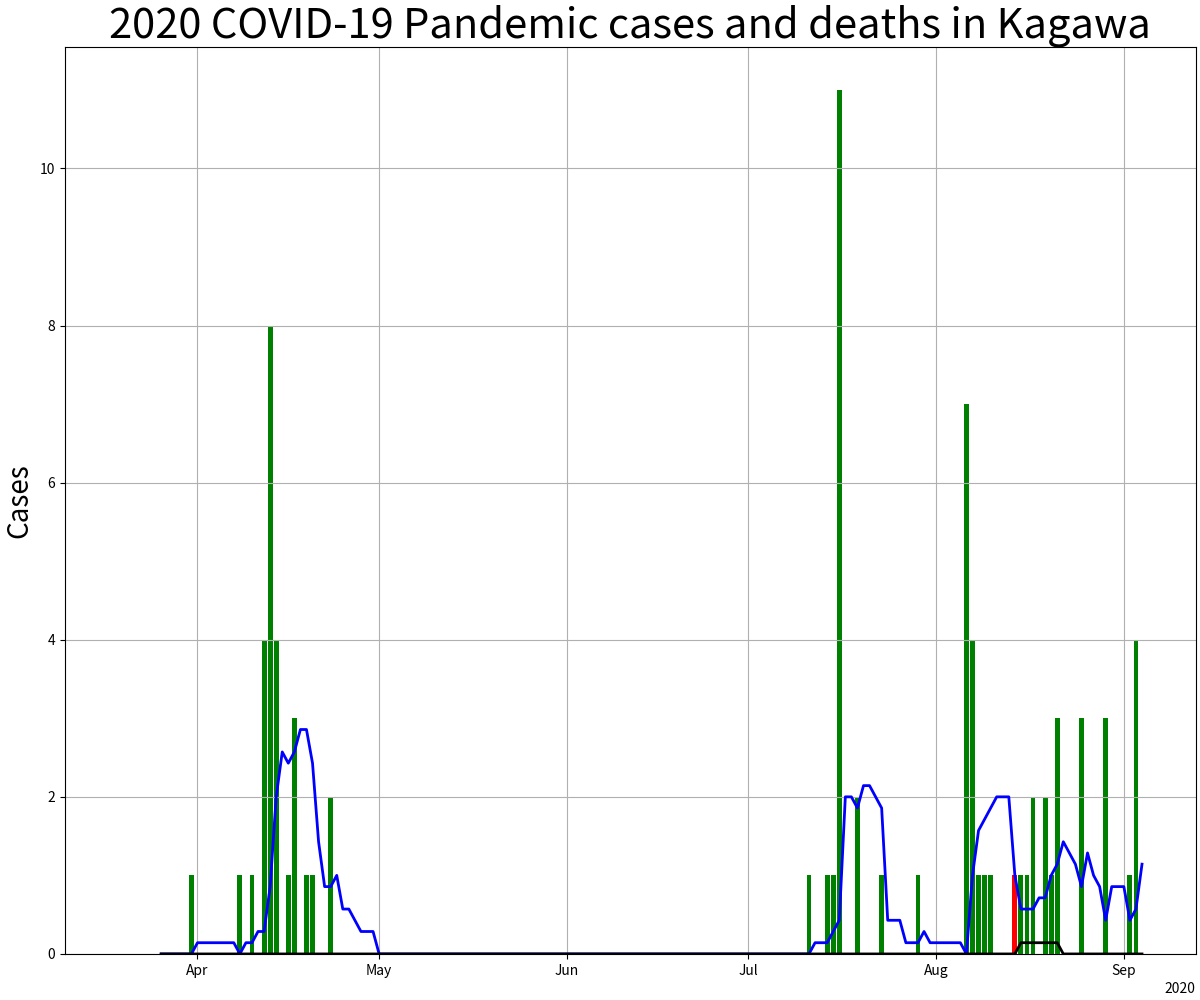 2020 COVID-19 Pandemic cases and deaths in Kagawa
Cases
10
8
6
4
2
0
Apr
May
Jun
Jul
Aug
Sep
2020